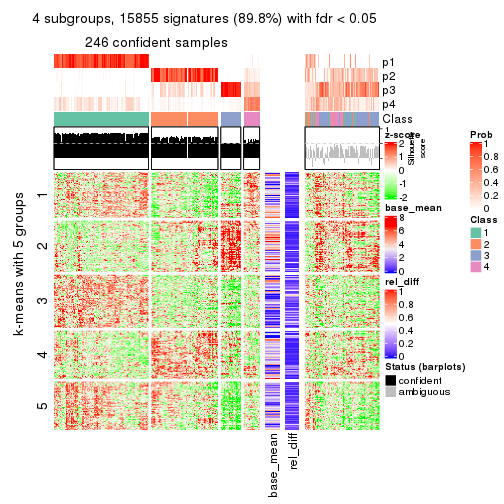 4 subgroups, 15855 signatures (89.8%) with fdr < 0.05
246 confident samples
p1
p2
p3
p4
Class
1
Silhouette
score
k-means with 5 groups
1
2
3
4
5
base_mean
rel_diff
z-score
2
1
0
-1
-2
base_mean
8
6
4
2
0
rel_diff
1
0.8
0.6
0.4
0.2
0
Status (barplots)
confident
ambiguous
Prob
1
0.8
0.6
0.4
0.2
0
Class
1
2
3
4